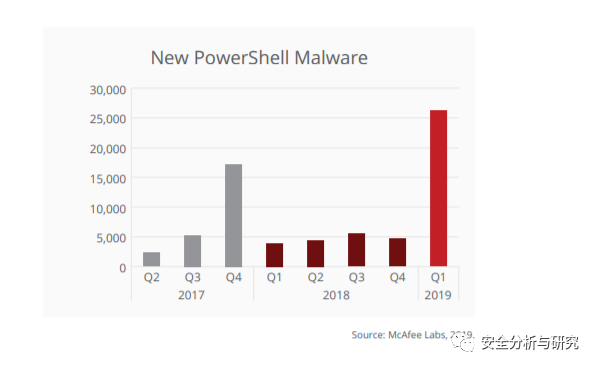 New PowerShell Malware
30,000
25,000
20,000
15,000
10,000
5,000
0
Q2 Q3 Q4 Q1 Q2 Q3 Q4 Q1
2017 2018 2019
Source: McAfee Labs, 2019.
安全分析与研究